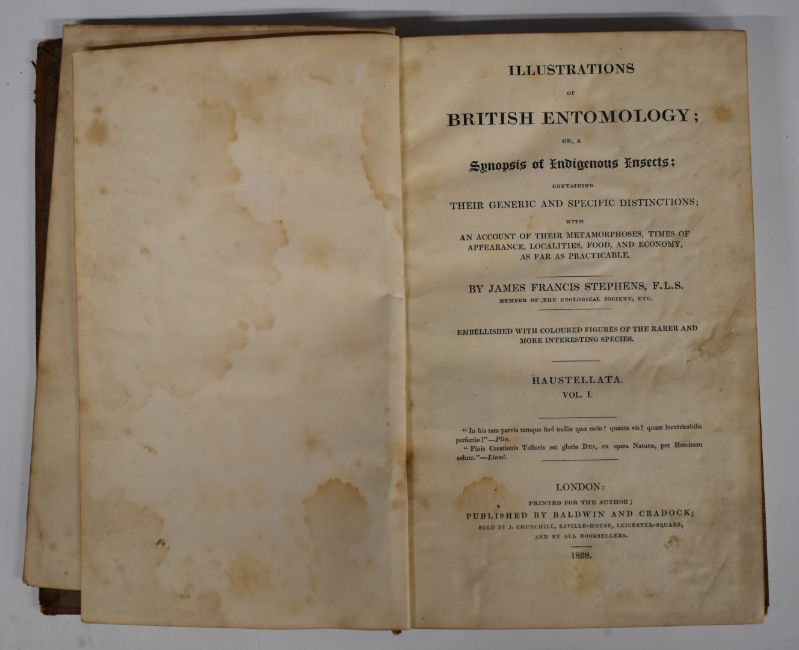 ILLUSTRATIONS
OF
BRITISH ENTOMOLOGY;
OR, A
Synopsis of Indigenous Insects:
CONTAINING
THEIR GENERIC AND SPECIFIC DISTINCTIONS;
WITH
AN ACCOUNT OF THEIR METAMORPHOSES, TIMES OF
APPEARANCE, LOCALITIES, FOOD, AND ECONOMY,
AS FAR AS PRACTICABLE.
BY JAMES FRANCIS STEPHENS, F.L.S.
MEMBER OF THE ZOOLOGICAL SOCIETY, ETC.
EMBELLISHED WITH COLOURED FIGURES OF THE RARER AND
MORE INTERESTING SPECIES.
HAUSTELLATA.
VOL. I.
“In his tam parvis tamque ferè nullis quæ ratio! quanta vis! quam inextricabilis
perfectio!”—Plin.
“Finis Creationis Telluris est gloria DEI, ex opera Naturæ, per Hominem
solum.”—Linné.
LONDON:
PRINTED FOR THE AUTHOR;
PUBLISHED BY BALDWIN AND CRADOCK;
SOLD BY J. CHURCHILL, SAVILLE-HOUSE, LEICESTER-SQUARE,
AND BY ALL BOOKSELLERS.
1828.